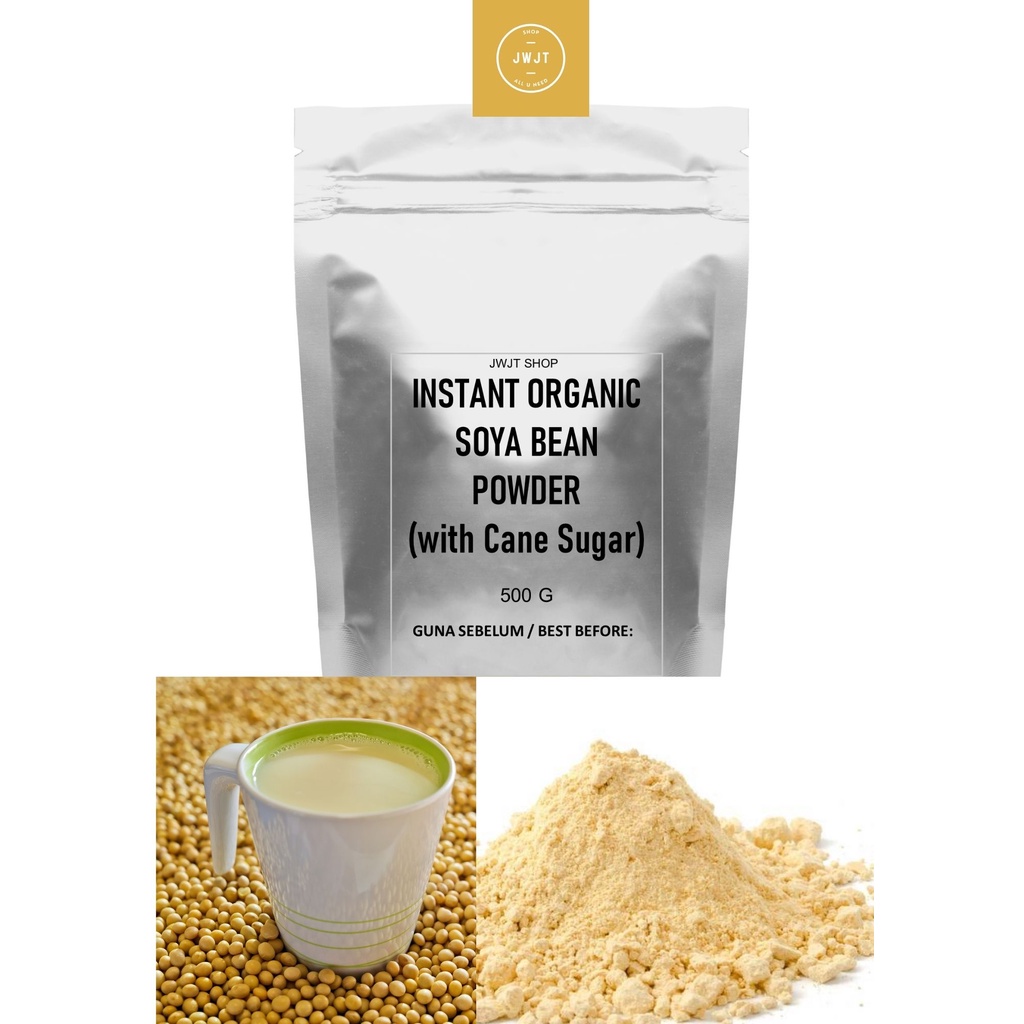 SHOP
JWJT
ALL U NEED
JWJT SHOP
INSTANT ORGANIC
SOYA BEAN
POWDER
(with Cane Sugar)
500 G
GUNA SEBELUM / BEST BEFORE: